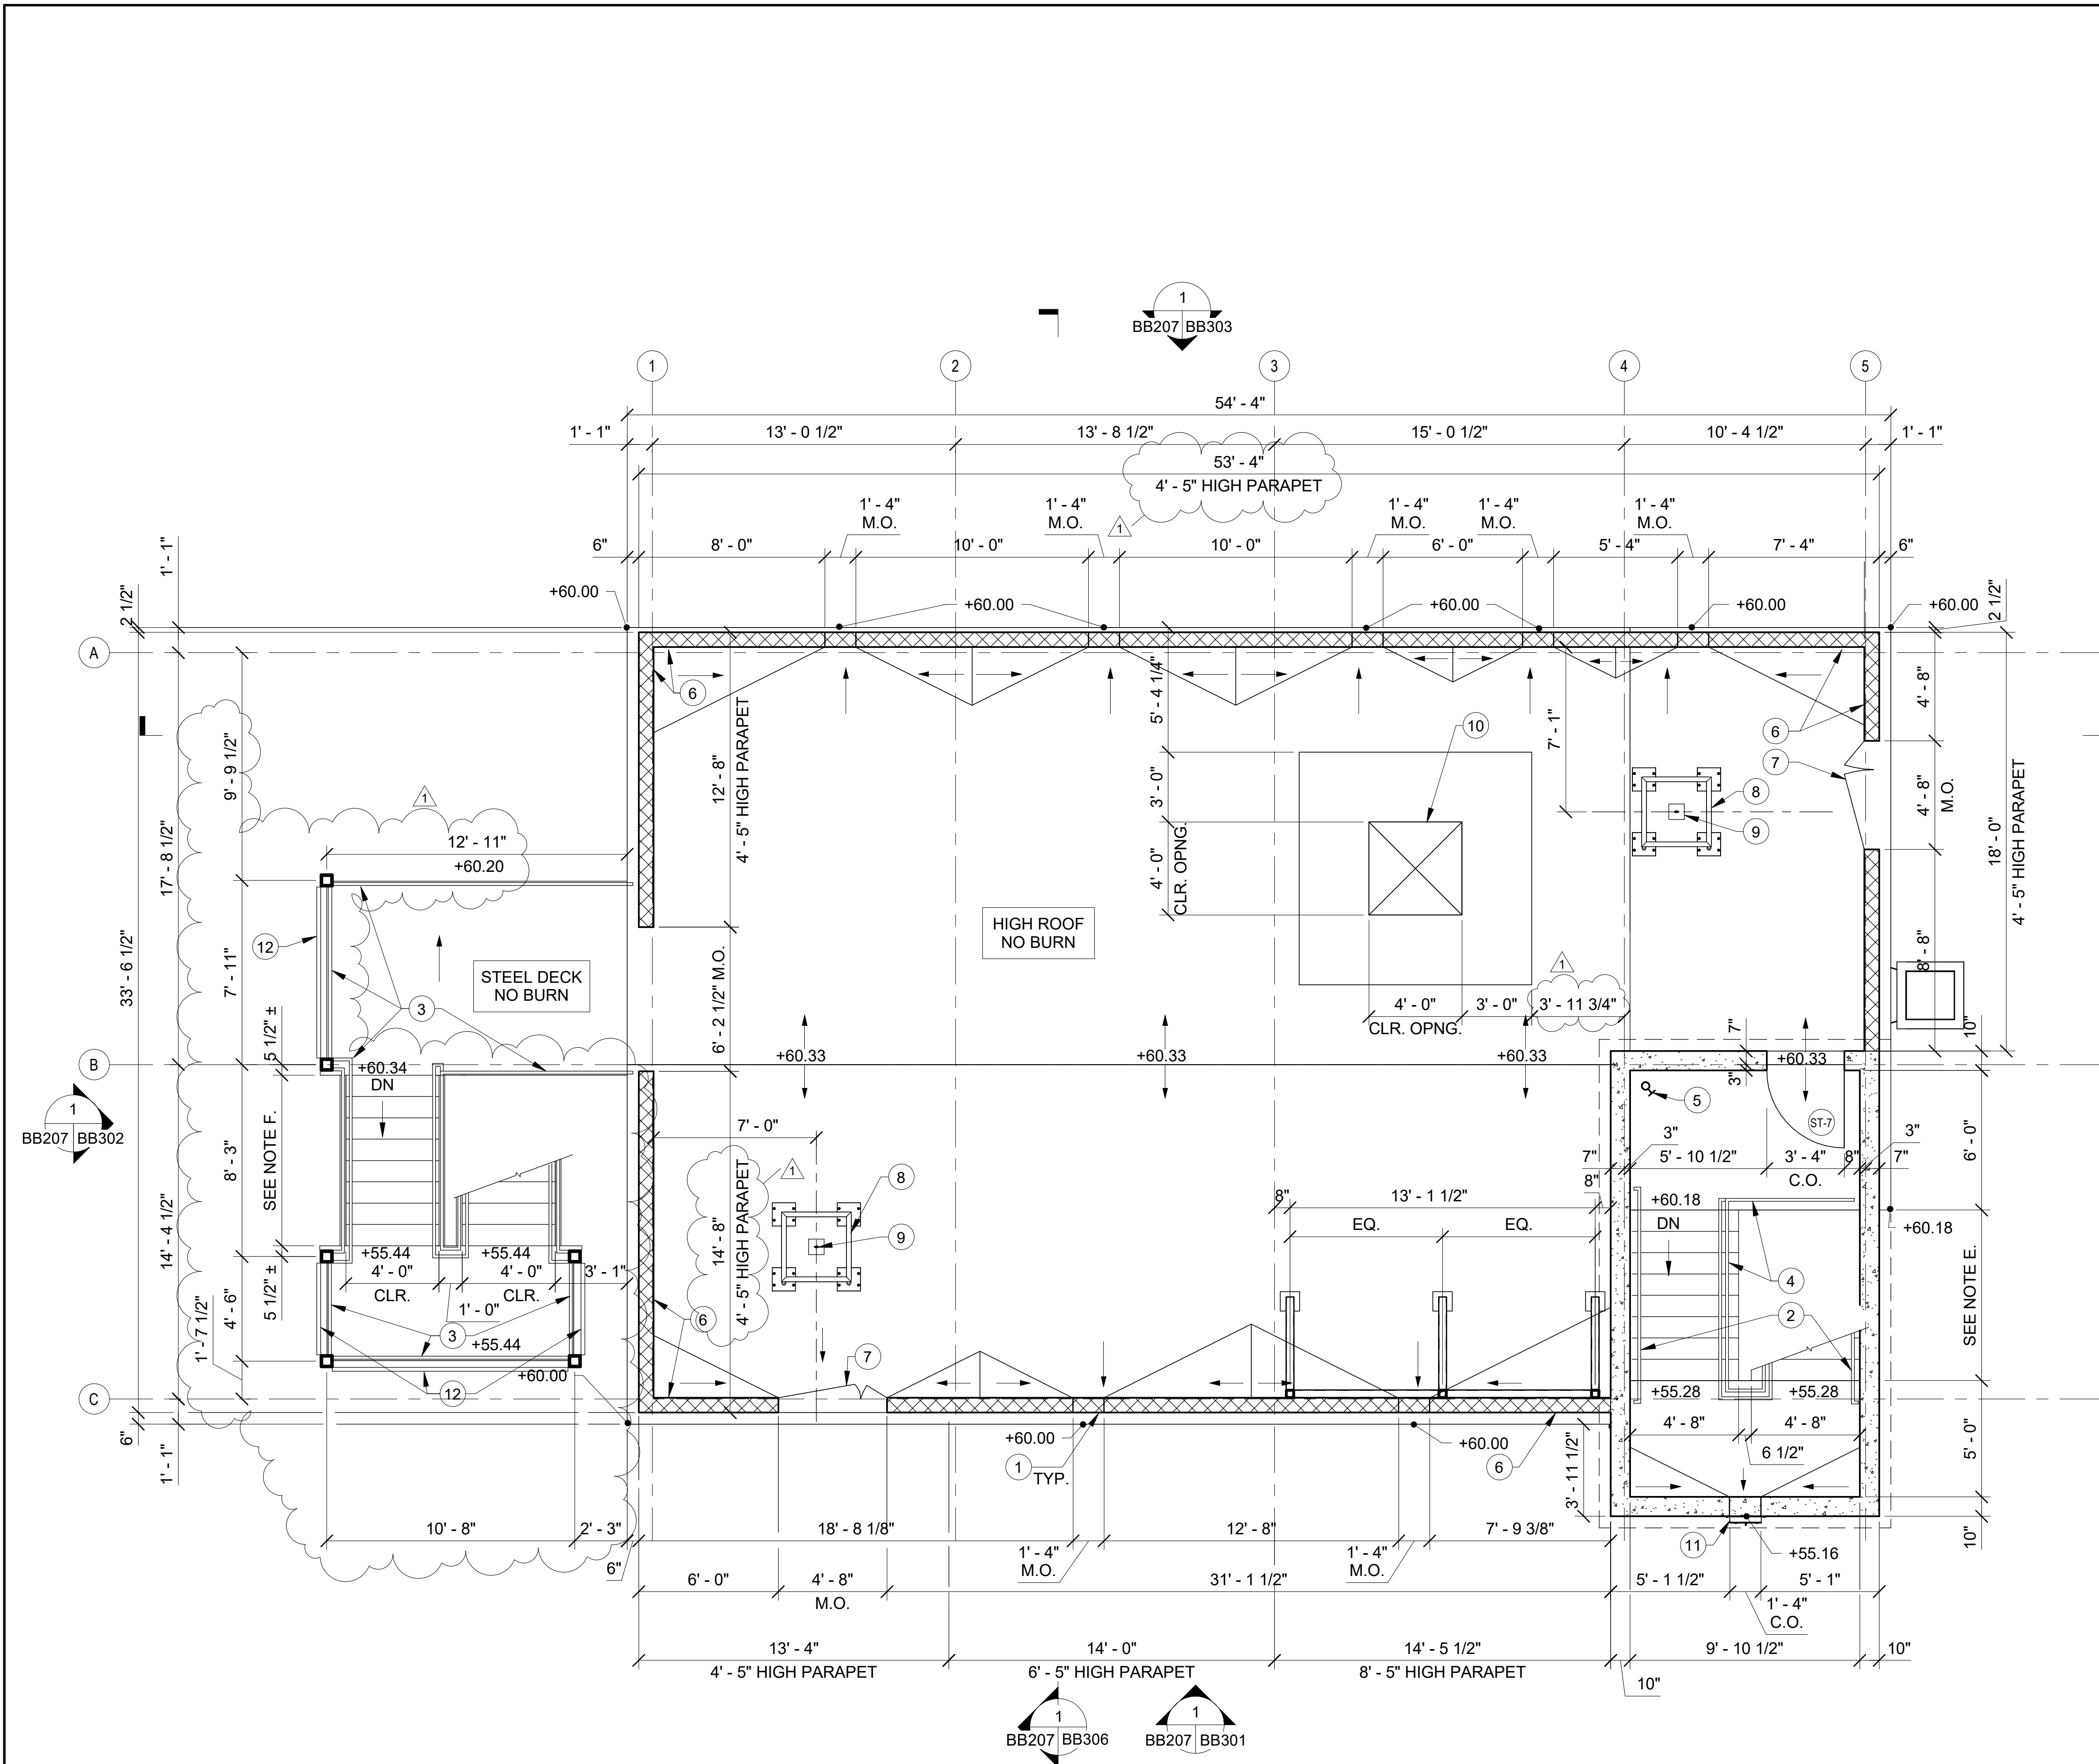 1
BB207 BB303
1
2
3
4
5
54' - 4"
1' - 1"
13' - 0 1/2"
13' - 8 1/2"
15' - 0 1/2"
10' - 4 1/2"
1' - 1"
53' - 4"
4' - 5" HIGH PARAPET
1
1' - 4"
M.O.
1' - 4"
M.O.
1' - 4"
M.O.
1' - 4"
M.O.
1' - 4"
M.O.
6"
8' - 0"
10' - 0"
10' - 0"
6' - 0"
5' - 4"
7' - 4"
6"
1' - 1"
2 1/2"
+60.00
+60.00
+60.00
+60.00
+60.00
2 1/2"
A
6
5' - 4 1/4"
4' - 8"
10
7' - 1"
6
7
12' - 8"
4' - 5" HIGH PARAPET
9' - 9 1/2"
3' - 0"
8
9
4' - 8"
M.O.
18' - 0"
4' - 5" HIGH PARAPET
1
12' - 11"
+60.20
17' - 8 1/2"
4' - 0"
CLR. OPNG.
HIGH ROOF
NO BURN
12
33' - 6 1/2"
7' - 11"
STEEL DECK
NO BURN
3
6' - 2 1/2" M.O.
8' - 8"
1
4' - 0"
CLR. OPNG.
3' - 0"
3' - 11 3/4"
5 1/2" ±
7"
10"
B
+60.34
DN
+60.33
+60.33
+60.33
+60.33
3"
5
ST-7
1
BB207 BB302
7' - 0"
SEE NOTE F.
8' - 3"
7"
3"
5' - 10 1/2"
3' - 4"
C.O.
8"
3"
7"
6' - 0"
1
8
9
14' - 8"
4' - 5" HIGH PARAPET
8"
13' - 1 1/2"
8"
EQ.
EQ.
+60.18
DN
+60.18
14' - 4 1/2"
+55.44
+55.44
4' - 0"
CLR.
4' - 0"
CLR.
3' - 1"
1' - 0"
5 1/2" ±
4' - 6"
1' - 7 1/2"
3
+55.44
12
+60.00
6
7
4
2
SEE NOTE E.
C
+55.28
+55.28
4' - 8"
4' - 8"
6 1/2"
5' - 0"
6"
1' - 1"
+60.00
1
TYP.
+60.00
6
3' - 11 1/2"
10' - 8"
2' - 3"
6"
18' - 8 1/8"
1' - 4"
M.O.
12' - 8"
1' - 4"
M.O.
7' - 9 3/8"
11
+55.16
10"
6' - 0"
4' - 8"
M.O.
31' - 1 1/2"
5' - 1 1/2"
1' - 4"
C.O.
5' - 1"
13' - 4"
4' - 5" HIGH PARAPET
14' - 0"
6' - 5" HIGH PARAPET
14' - 5 1/2"
8' - 5" HIGH PARAPET
10"
9' - 10 1/2"
10"
1
BB207 BB306
1
BB207 BB301